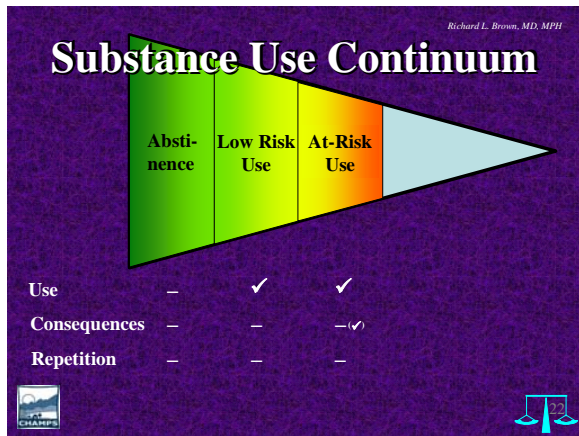 Richard L. Brown, MD, MPH
Substance Use Continuum
Absti- Low Risk At-Risk
nence Use Use
Use – ✓ ✓
Consequences – – –(✓)
Repetition – – –
CHAMPS
22